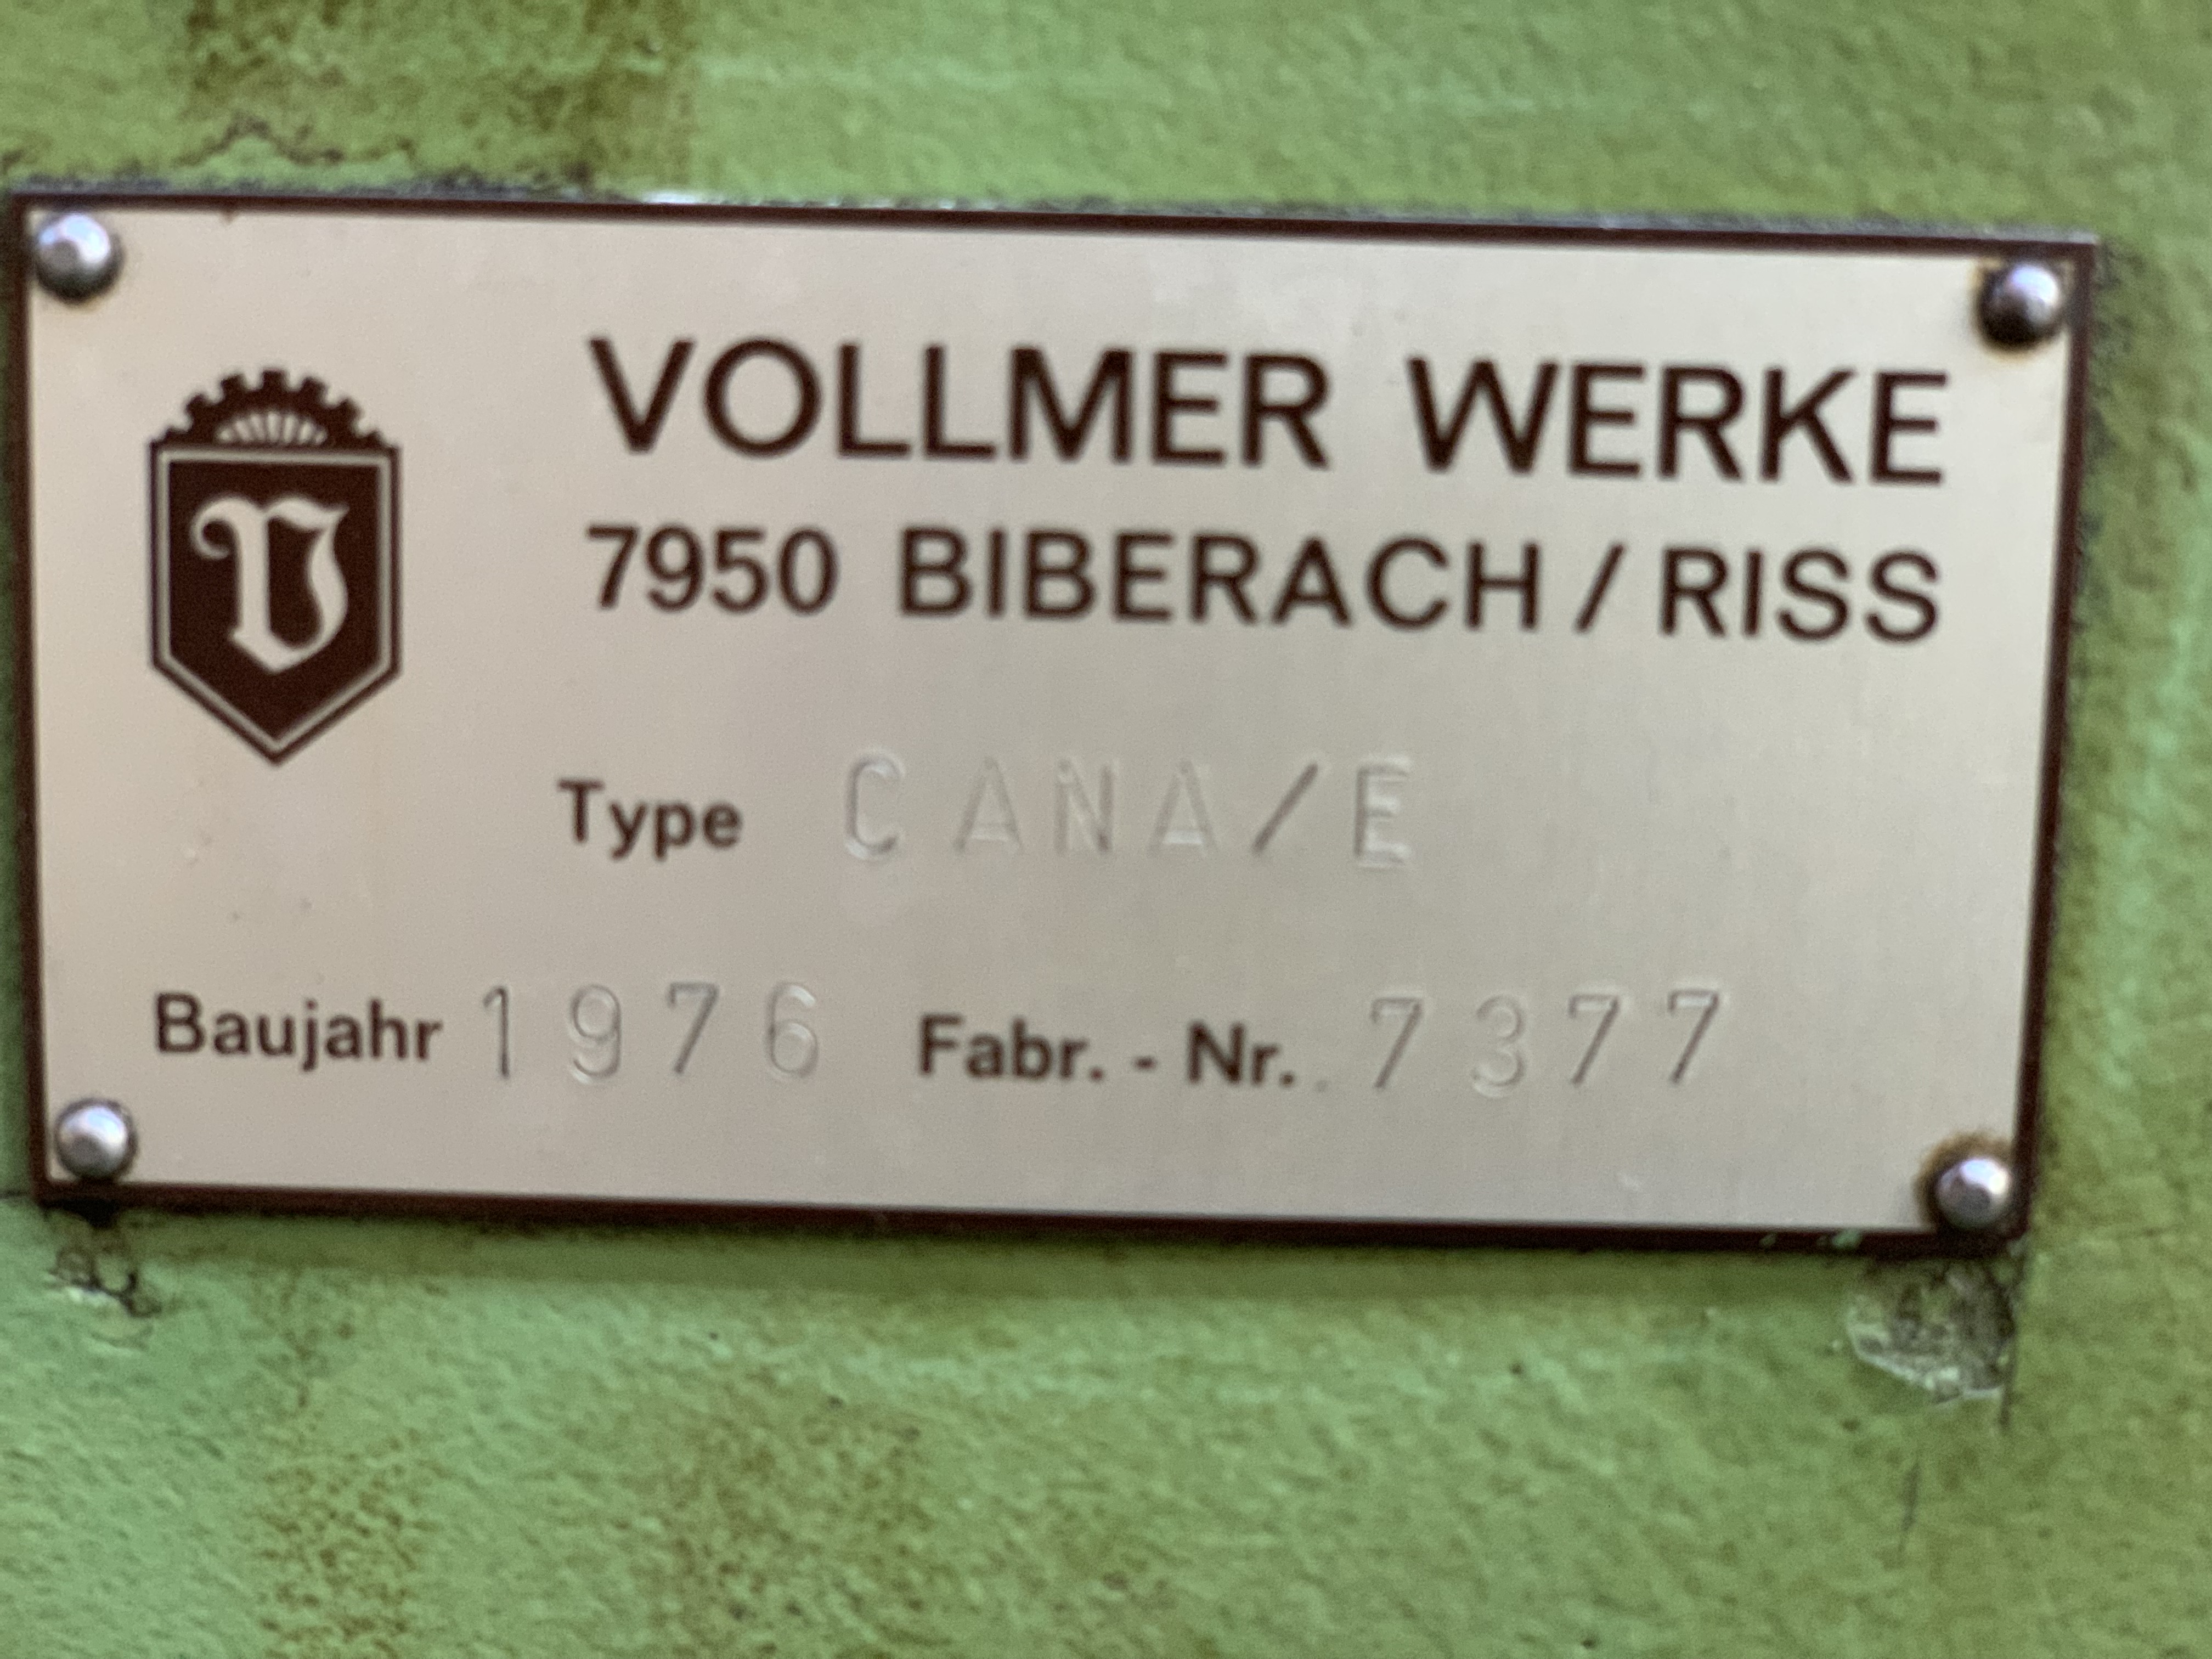 VOLLMER WERKE
7950 BIBERACH / RISS
V
Type CANA/E
Baujahr 1976 Fabr. - Nr. 7377